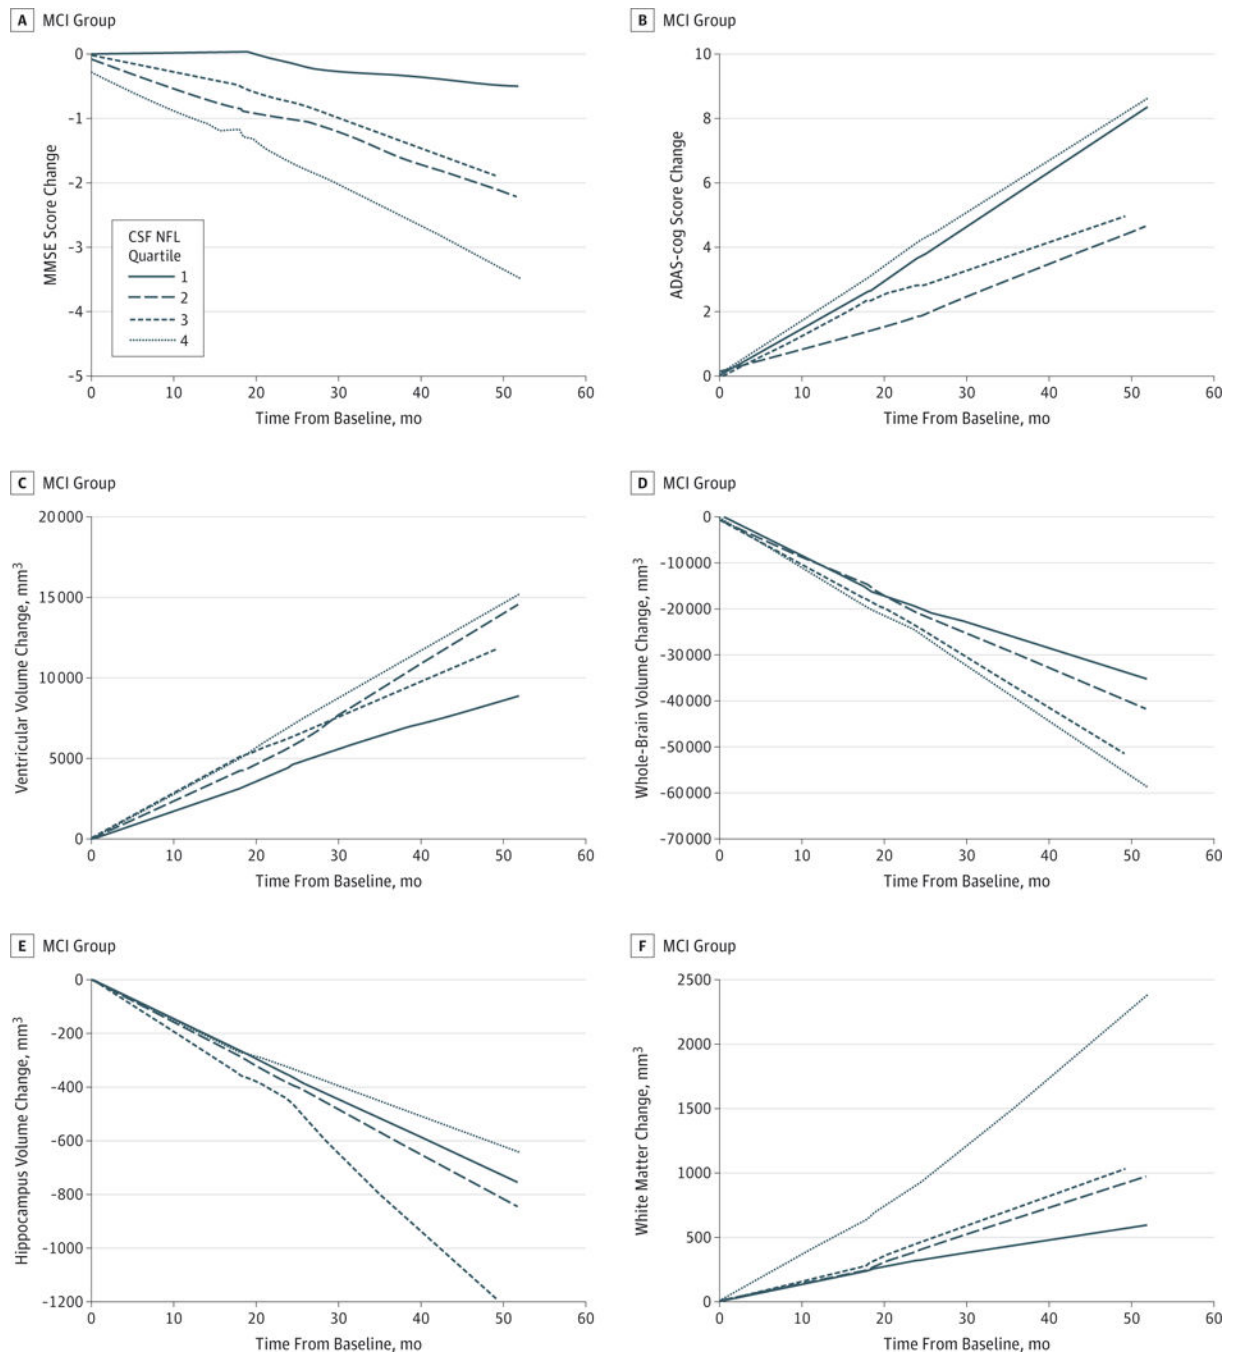 A MCI Group
MMSE Score Change
0
-1
-2
-3
-4
-5
CSF NFL
Quartile
1
2
3
4
0 10 20 30 40 50 60
Time From Baseline, mo
B MCI Group
ADAS-cog Score Change
10
8
6
4
2
0
0 10 20 30 40 50 60
Time From Baseline, mo
C MCI Group
Ventricular Volume Change, mm³
20000
15000
10000
5000
0
0 10 20 30 40 50 60
Time From Baseline, mo
D MCI Group
Whole-Brain Volume Change, mm³
0
-10000
-20000
-30000
-40000
-50000
-60000
-70000
0 10 20 30 40 50 60
Time From Baseline, mo
E MCI Group
Hippocampus Volume Change, mm³
0
-200
-400
-600
-800
-1000
-1200
0 10 20 30 40 50 60
Time From Baseline, mo
F MCI Group
White Matter Change, mm³
2500
2000
1500
1000
500
0
0 10 20 30 40 50 60
Time From Baseline, mo